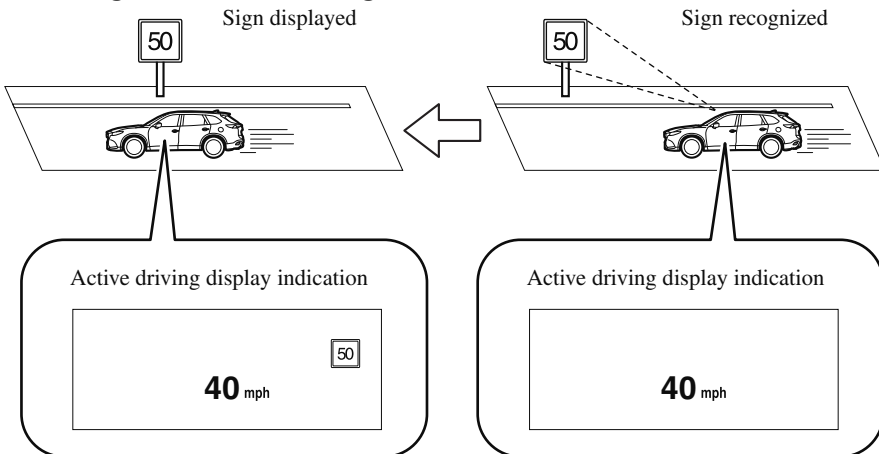 Sign displayed
50
Sign recognized
50
Active driving display indication
50
40 mph
Active driving display indication
40 mph